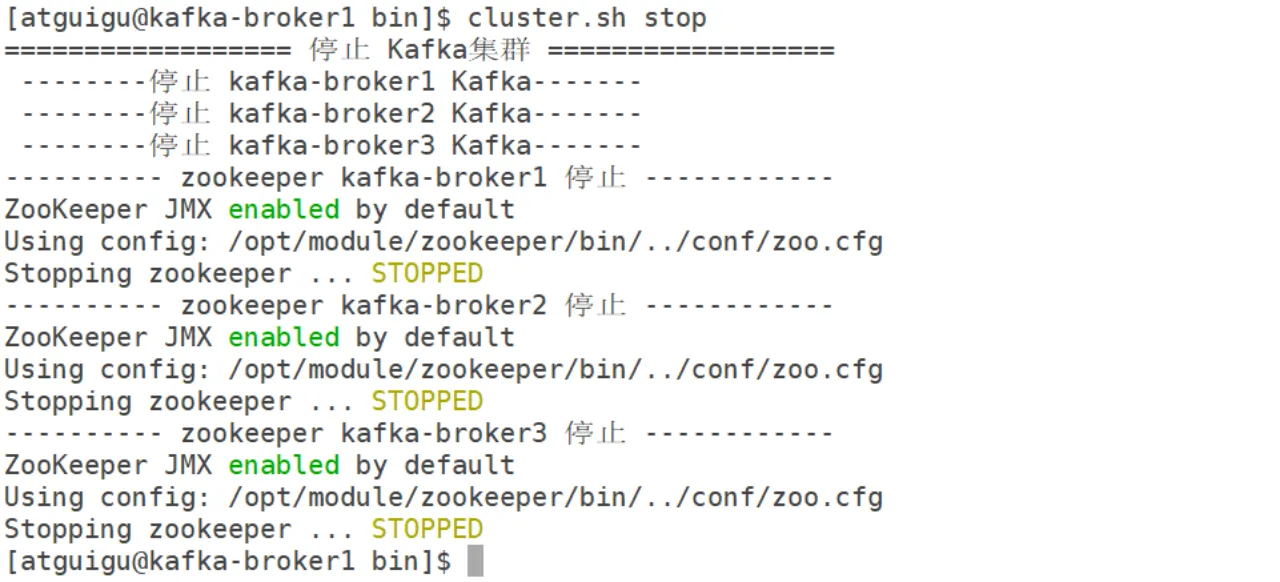 [atguigu@kafka-broker1 bin]$ cluster.sh stop
================== 停止 Kafka集群 ==================
 --------停止 kafka-broker1 Kafka-------
 --------停止 kafka-broker2 Kafka-------
 --------停止 kafka-broker3 Kafka-------
---------- zookeeper kafka-broker1 停止 ------------
ZooKeeper JMX enabled by default
Using config: /opt/module/zookeeper/bin/../conf/zoo.cfg
Stopping zookeeper ... STOPPED
---------- zookeeper kafka-broker2 停止 ------------
ZooKeeper JMX enabled by default
Using config: /opt/module/zookeeper/bin/../conf/zoo.cfg
Stopping zookeeper ... STOPPED
---------- zookeeper kafka-broker3 停止 ------------
ZooKeeper JMX enabled by default
Using config: /opt/module/zookeeper/bin/../conf/zoo.cfg
Stopping zookeeper ... STOPPED
[atguigu@kafka-broker1 bin]$